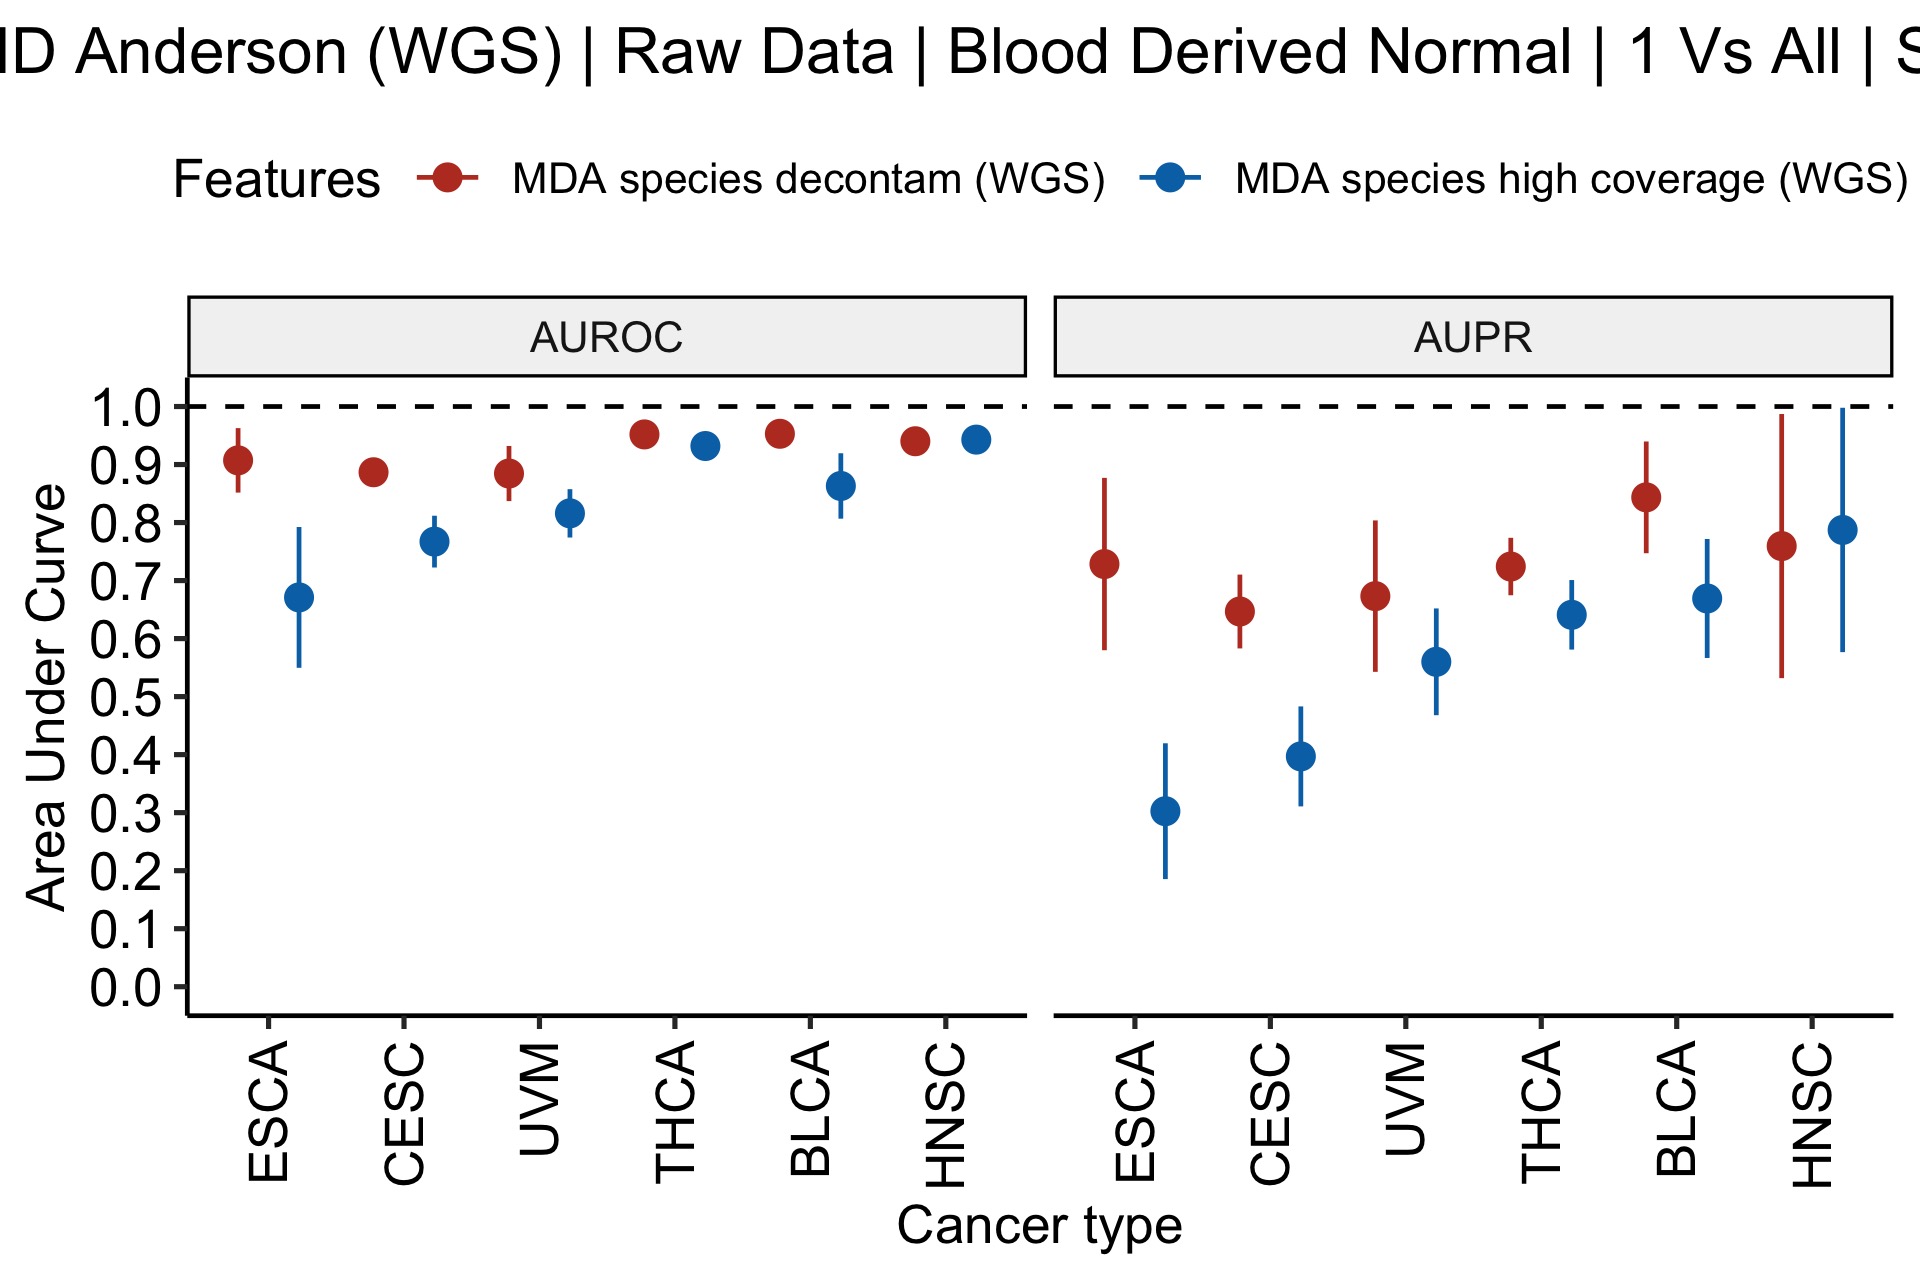 Anderson (WGS) | Raw Data | Blood Derived Normal | 1 Vs All |
Features MDA species decontam (WGS) MDA species high coverage (WGS)
AUROC AUPR
Area Under Curve
1.0
0.9
0.8
0.7
0.6
0.5
0.4
0.3
0.2
0.1
0.0
ESCA CESC UVM THCA BLCA HNSC ESCA CESC UVM THCA BLCA HNSC
Cancer type